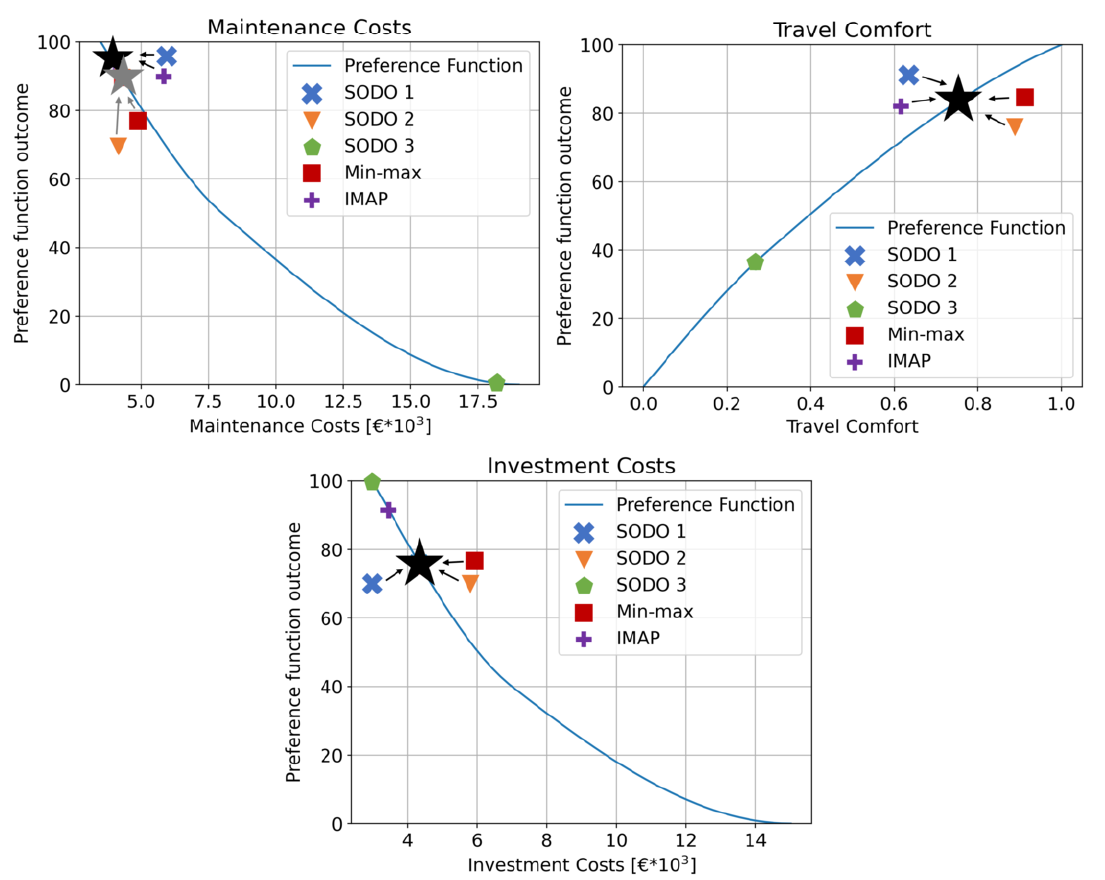 Maintenance Costs
Preference function outcome
100
80
60
40
20
0
5.0 7.5 10.0 12.5 15.0 17.5
Maintenance Costs [€*10³]
Preference Function
SODO 1
SODO 2
SODO 3
Min-max
IMAP
Travel Comfort
Preference function outcome
100
80
60
40
20
0
0.0 0.2 0.4 0.6 0.8 1.0
Travel Comfort
Preference Function
SODO 1
SODO 2
SODO 3
Min-max
IMAP
Investment Costs
Preference function outcome
100
80
60
40
20
0
4 6 8 10 12 14
Investment Costs [€*10³]
Preference Function
SODO 1
SODO 2
SODO 3
Min-max
IMAP